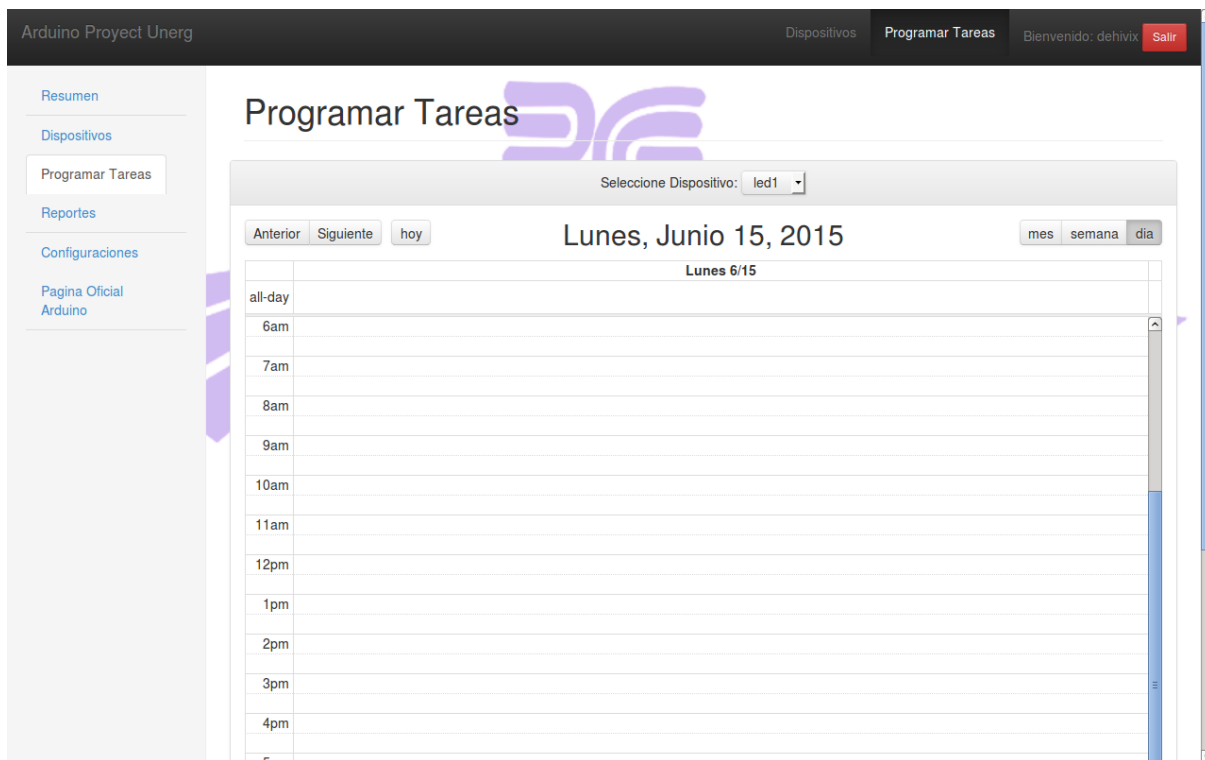 Arduino Proyect Unerg
Dispositivos
Programar Tareas
Bienvenido: dehivix
Salir
Resumen
Dispositivos
Programar Tareas
Reportes
Configuraciones
Pagina Oficial
Arduino
Programar Tareas
Seleccione Dispositivo: led1
Anterior Siguiente hoy
Lunes, Junio 15, 2015
mes semana dia
Lunes 6/15
all-day
6am
7am
8am
9am
10am
11am
12pm
1pm
2pm
3pm
4pm